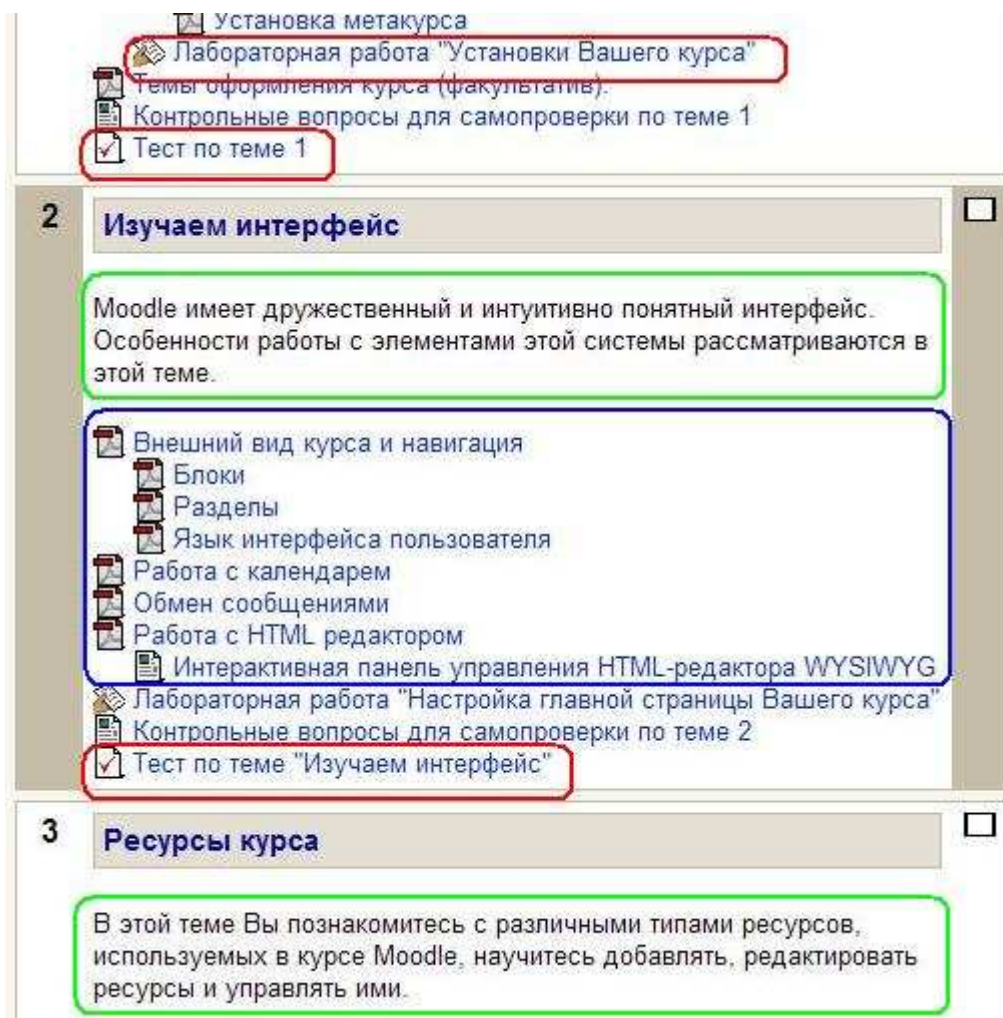 Установка метакурса
Лабораторная работа "Установки Вашего курса"
Темы оформления курса (факультатив).
Контрольные вопросы для самопроверки по теме 1
Тест по теме 1
2
Изучаем интерфейс
Moodle имеет дружественный и интуитивно понятный интерфейс.
Особенности работы с элементами этой системы рассматриваются в
этой теме.
Внешний вид курса и навигация
Блоки
Разделы
Язык интерфейса пользователя
Работа с календарем
Обмен сообщениями
Работа с HTML редактором
Интерактивная панель управления HTML-редактора WYSIWYG
Лабораторная работа "Настройка главной страницы Вашего курса"
Контрольные вопросы для самопроверки по теме 2
Тест по теме "Изучаем интерфейс"
3
Ресурсы курса
В этой теме Вы познакомитесь с различными типами ресурсов,
используемых в курсе Moodle, научитесь добавлять, редактировать
ресурсы и управлять ими.